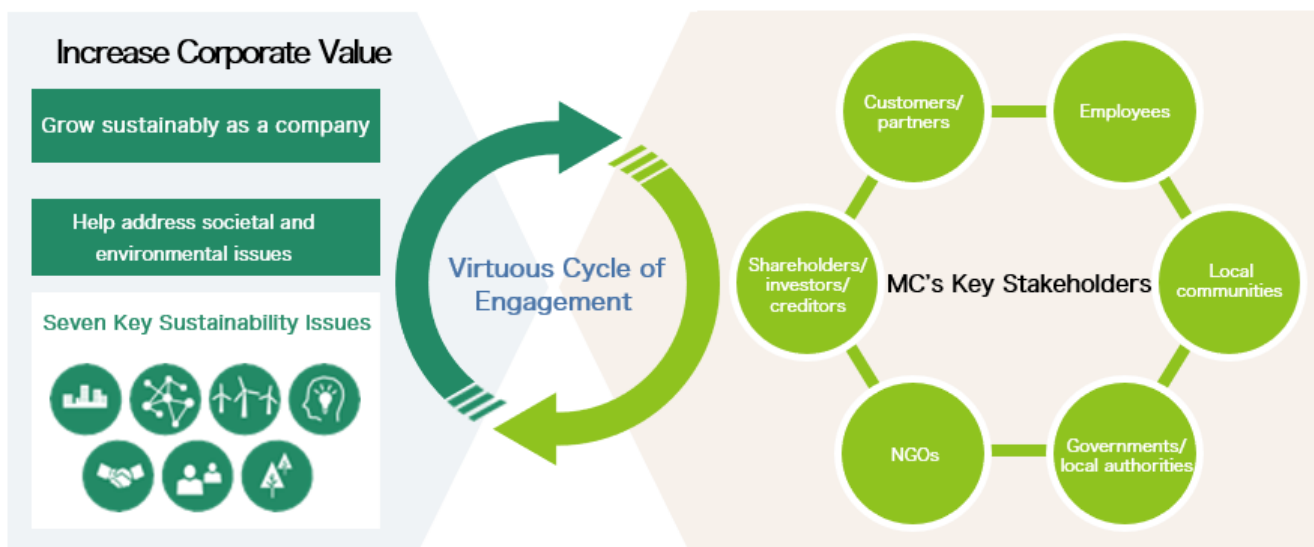 Increase Corporate Value
Grow sustainably as a company
Help address societal and
environmental issues
Seven Key Sustainability Issues
Virtuous Cycle of
Engagement
Customers/
partners
Employees
Shareholders/
investors/
creditors
MC's Key Stakeholders
Local
communities
NGOs
Governments/
local authorities